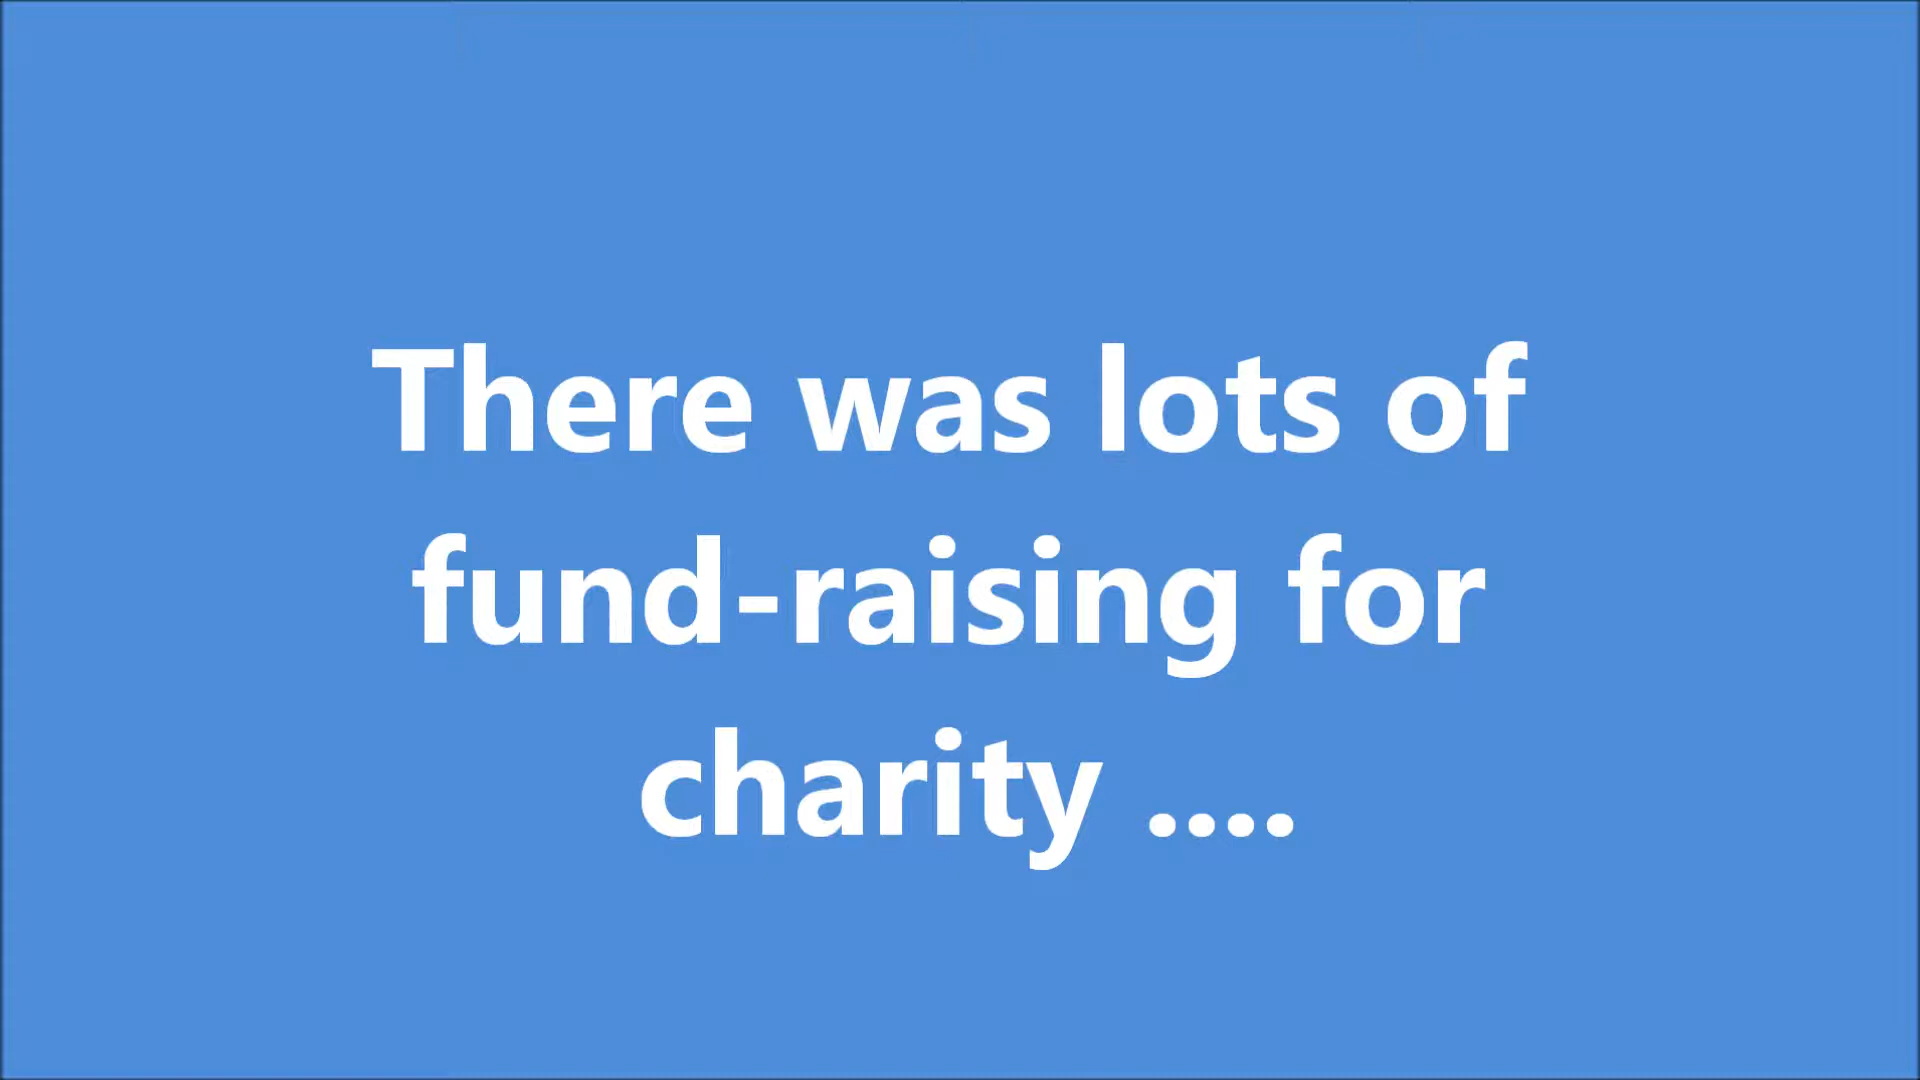 There was lots of
fund-raising for
charity ....